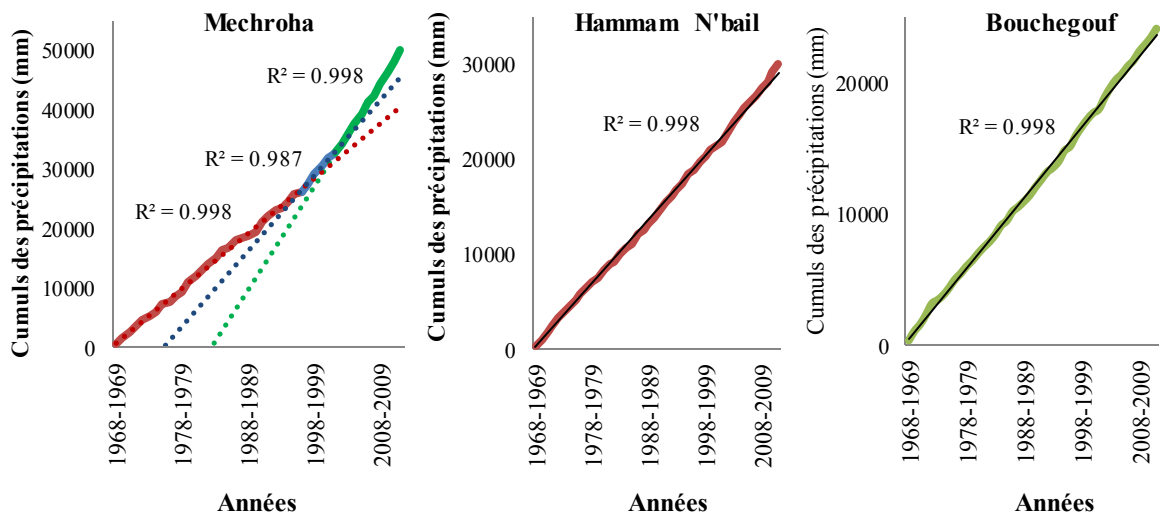 Mechroha
Cumuls des précipitations (mm)
50000
40000
30000
20000
10000
0
R² = 0.998
R² = 0.987
R² = 0.998
1968-1969
1978-1979
1988-1989
1998-1999
2008-2009
Années
Hammam N'bail
Cumuls des précipitations (mm)
30000
20000
10000
0
R² = 0.998
1968-1969
1978-1979
1988-1989
1998-1999
2008-2009
Années
Bouchegouf
Cumuls des précipitations (mm)
20000
10000
0
R² = 0.998
1968-1969
1978-1979
1988-1989
1998-1999
2008-2009
Années